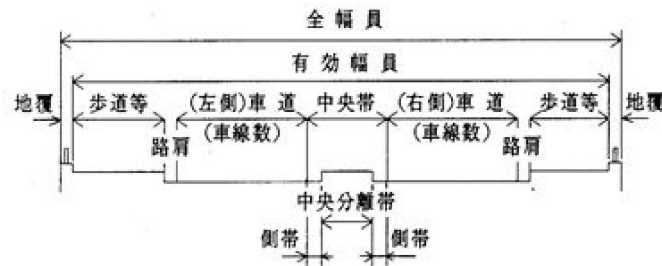 全幅員
有効幅員
地覆 歩道等 (左側)車道 中央帯 (右側)車道 歩道等 地覆
(車線数) (車線数)
路肩 路肩
中央分離帯
側帯 側帯